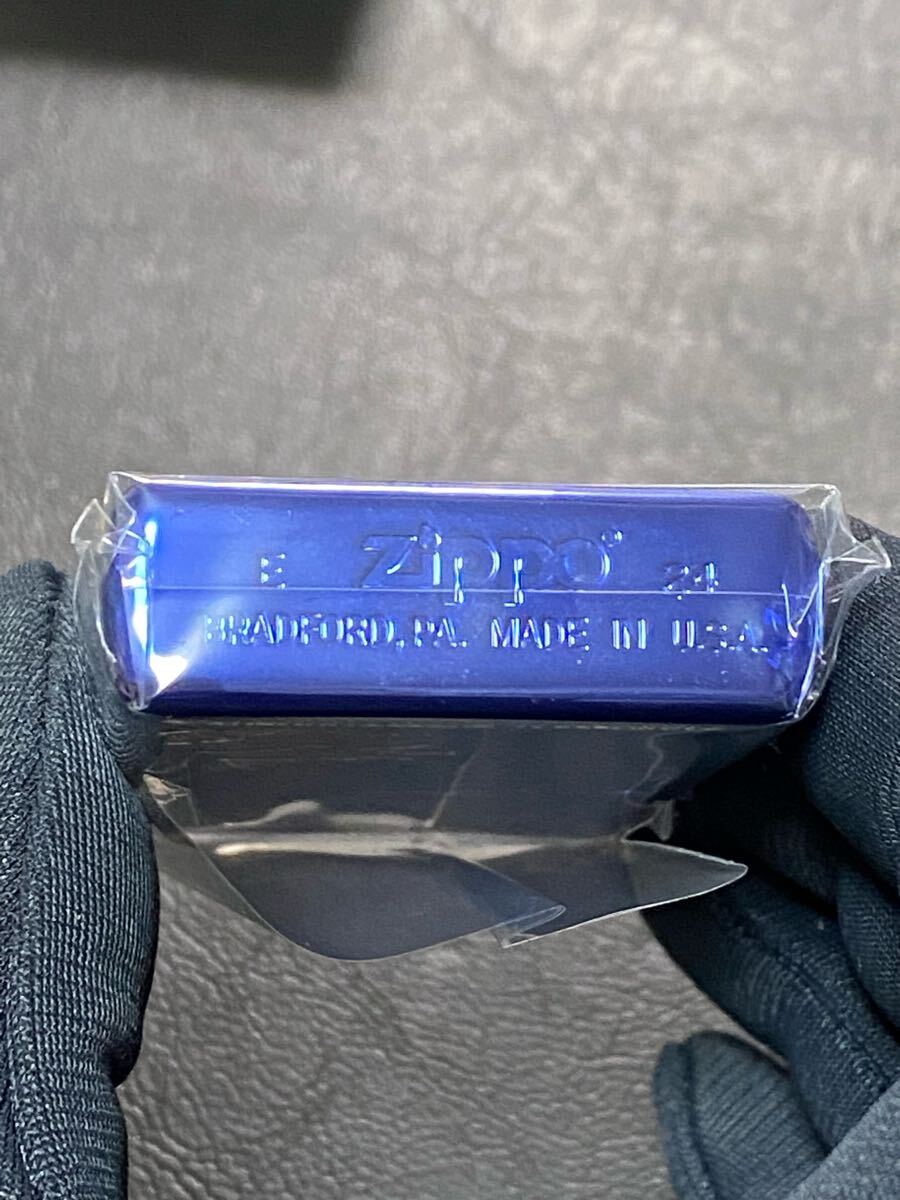 E Zippo® 24
BRADFORD, PA. MADE IN U.S.A.